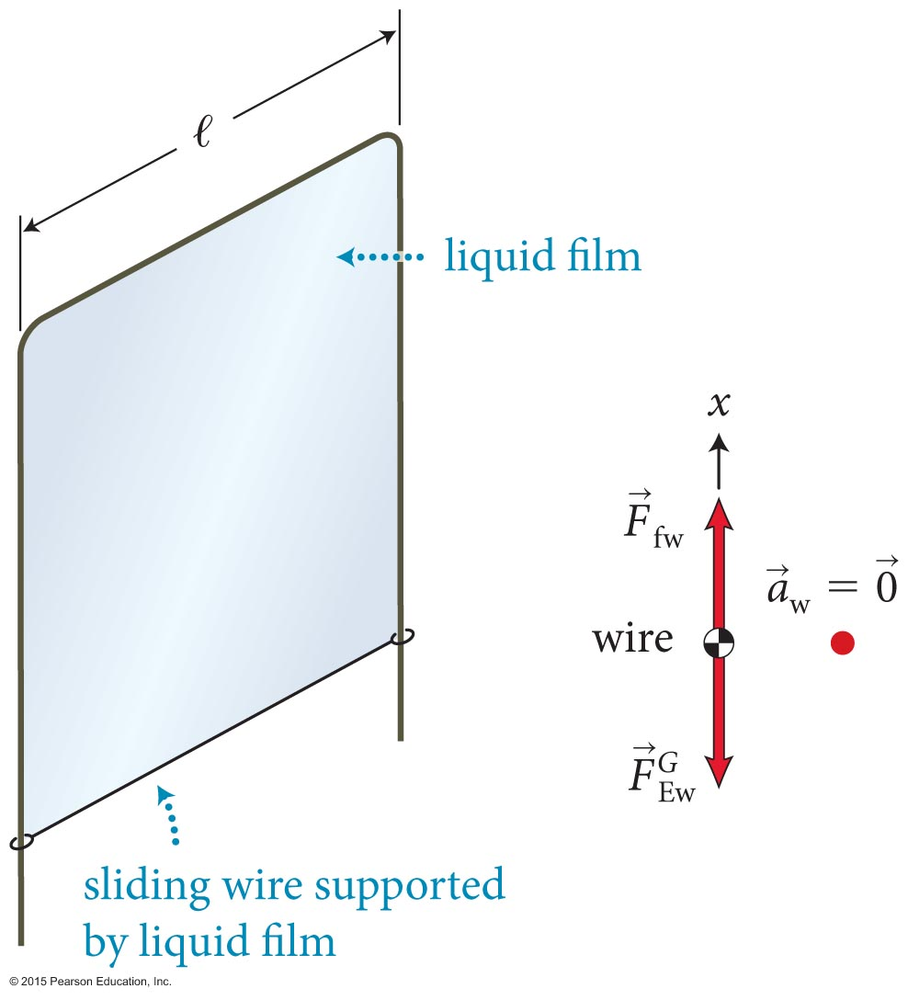 ℓ
liquid film
x
F⃗fw
a⃗w = 0⃗
wire
F⃗ᴳEw
sliding wire supported
by liquid film
© 2015 Pearson Education, Inc.